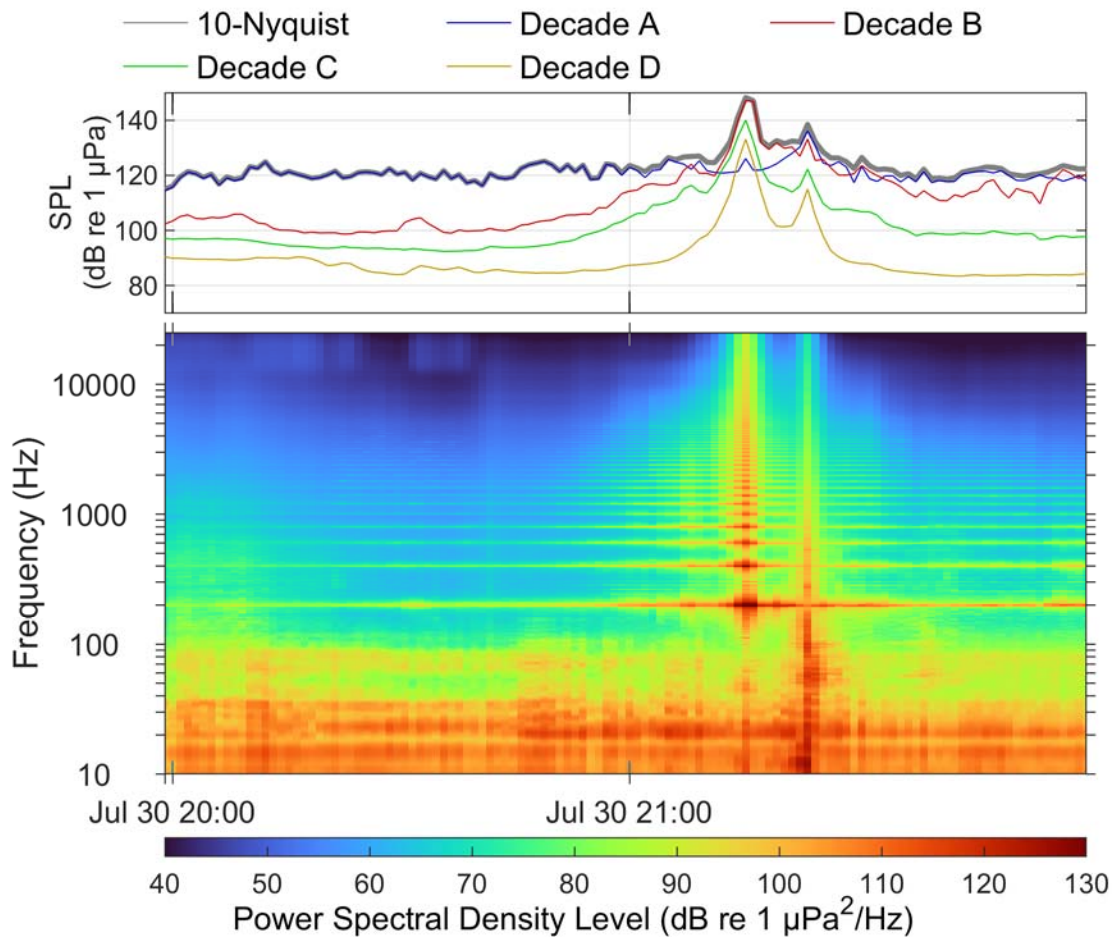 10-Nyquist Decade A Decade B
Decade C Decade D
SPL
(dB re 1 µPa)
140
120
100
80
Frequency (Hz)
10000
1000
100
10
Jul 30 20:00 Jul 30 21:00
40 50 60 70 80 90 100 110 120 130
Power Spectral Density Level (dB re 1 µPa²/Hz)